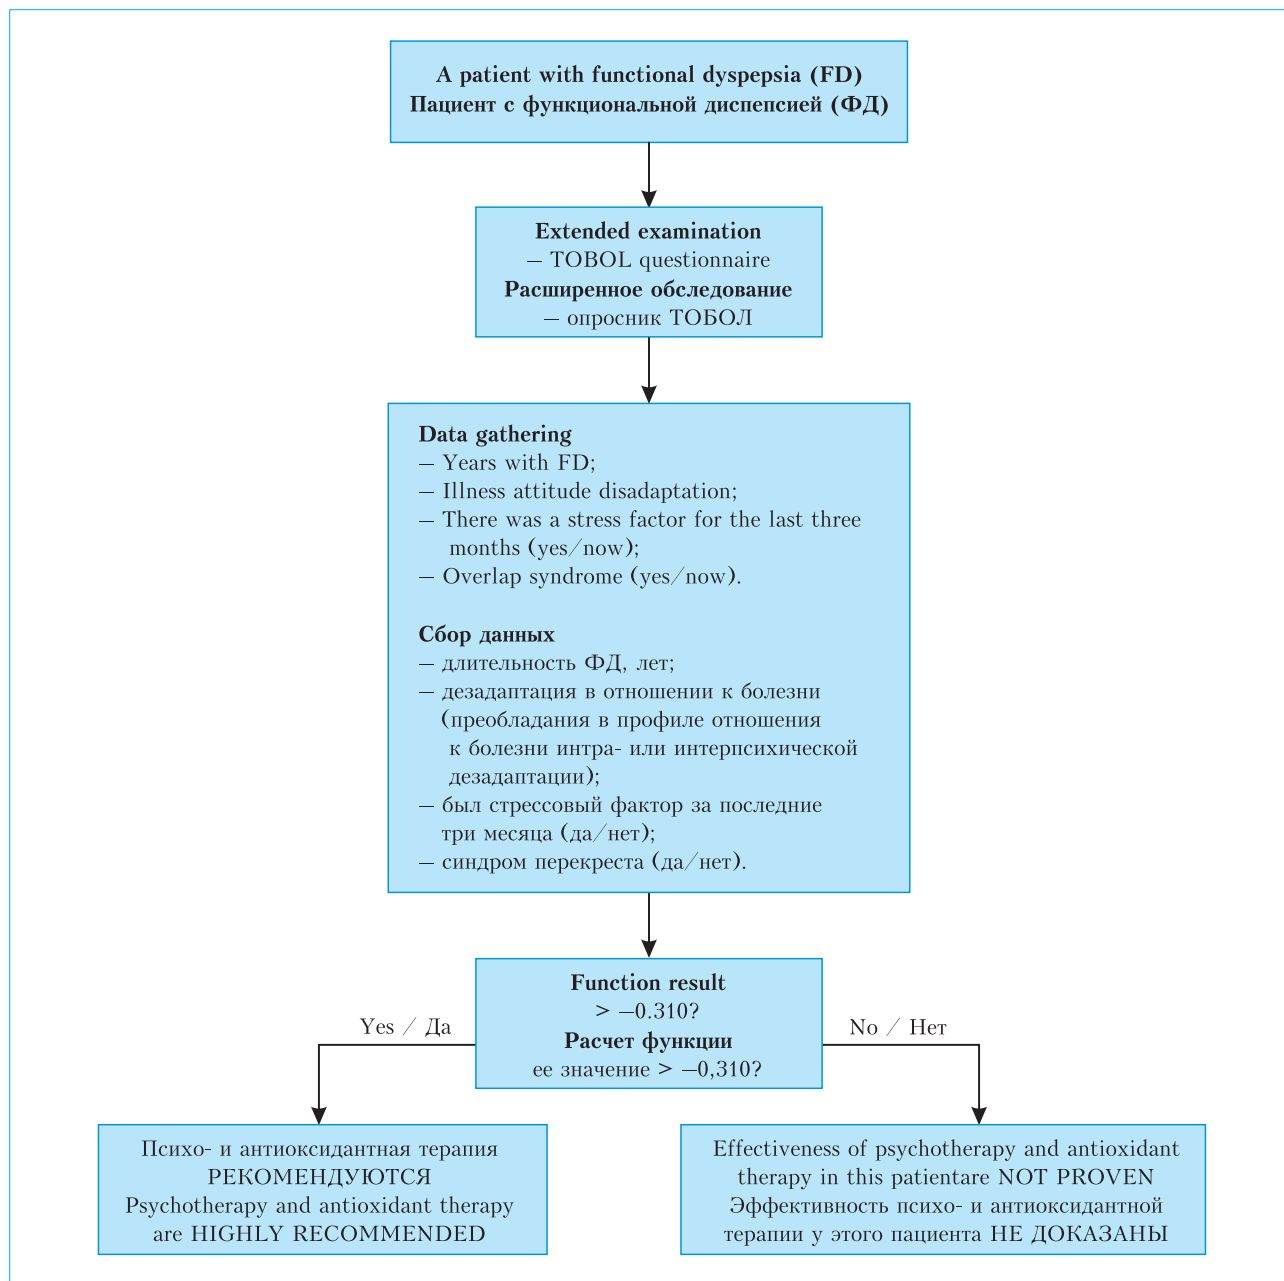 A patient with functional dyspepsia (FD)
Пациент с функциональной диспепсией (ФД)
Extended examination
– TOBOL questionnaire
Расширенное обследование
– опросник ТОБОЛ
Data gathering
– Years with FD;
– Illness attitude disadaptation;
– There was a stress factor for the last three
months (yes/now);
– Overlap syndrome (yes/now).
Сбор данных
– длительность ФД, лет;
– дезадаптация в отношении к болезни
(преобладания в профиле отношения
к болезни интра- или интерпсихической
дезадаптации);
– был стрессовый фактор за последние
три месяца (да/нет);
– синдром перекреста (да/нет).
Function result
> –0.310?
Расчет функции
ее значение > –0,310?
Yes / Да
No / Нет
Психо- и антиоксидантная терапия
РЕКОМЕНДУЮТСЯ
Psychotherapy and antioxidant therapy
are HIGHLY RECOMMENDED
Effectiveness of psychotherapy and antioxidant
therapy in this patientare NOT PROVEN
Эффективность психо- и антиоксидантной
терапии у этого пациента НЕ ДОКАЗАНЫ